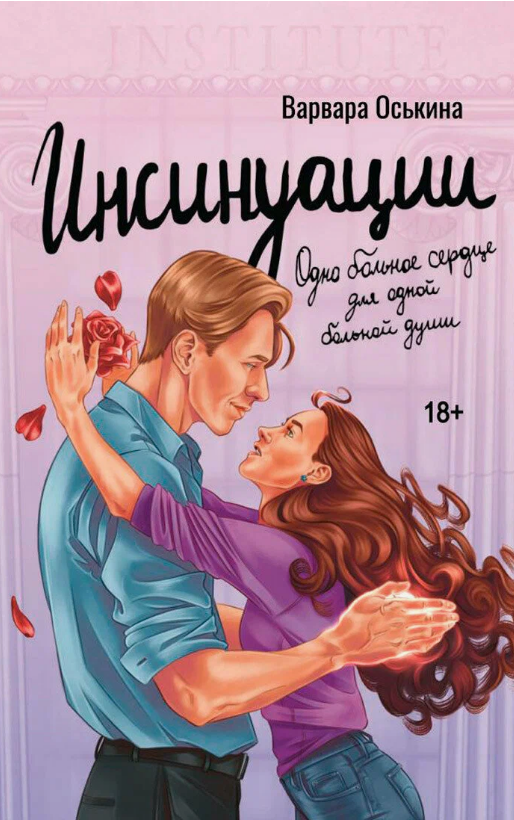 INSTITUTE
Варвара Оськина
Инсинуации
Одно больное сердце
для одной
больной души
18+